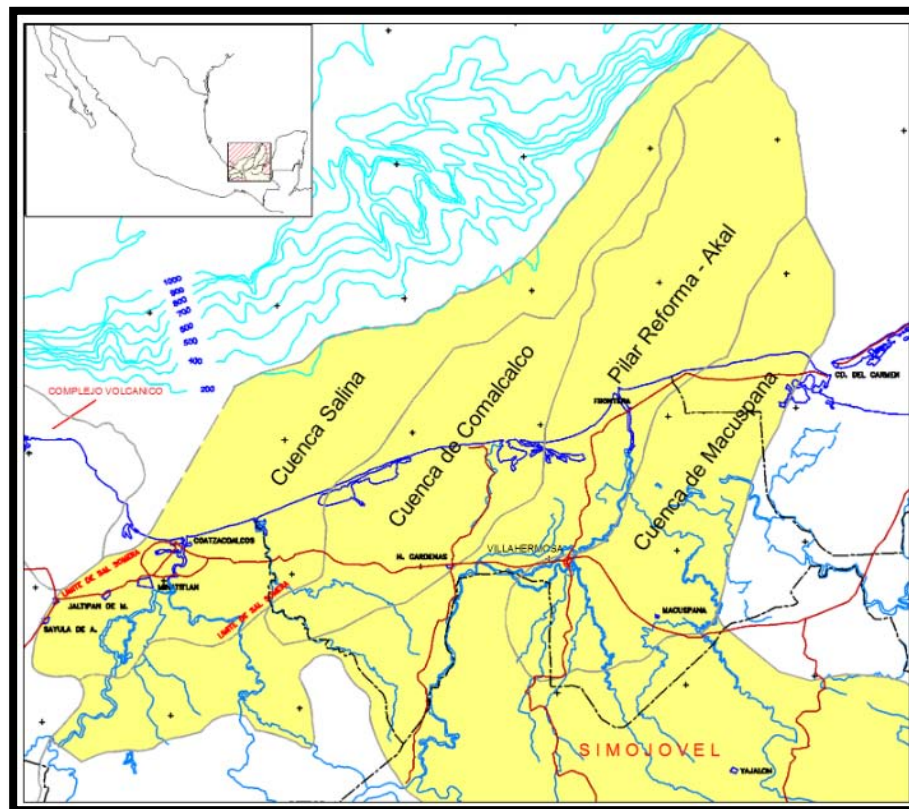 1000
900
800
700
500
200
COMPLEJO VOLCANICO
Cuenca Salina
Cuenca de Comalcalco
Pilar Reforma - Akal
Cuenca de Macuspana
CD. DEL CARMEN
FRONTERA
COATZACOALCOS
LIMITE DE SAL SOMERA
MINATITLAN
JALTIPAN DE M.
SAYULA DE A.
H. CARDENAS
VILLAHERMOSA
LIMITE DE SAL SOMERA
MACUSPANA
SIMOJOVEL
YAJALON